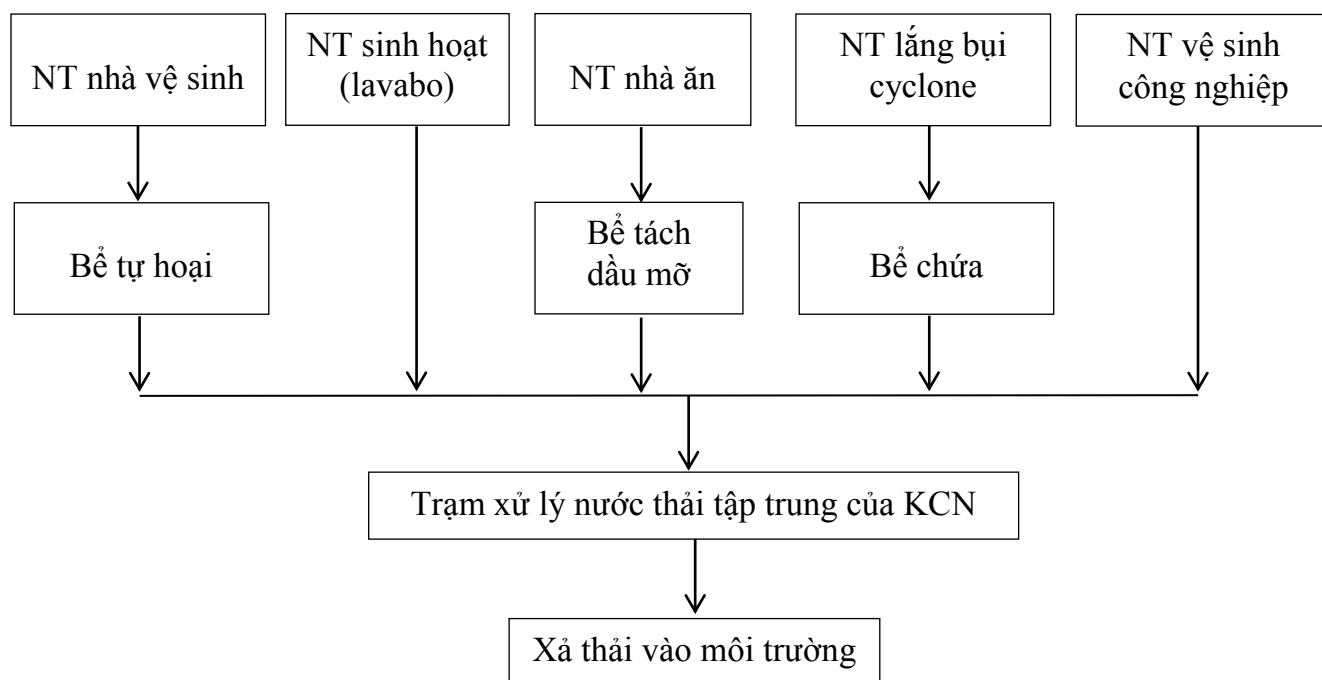 NT nhà vệ sinh
NT sinh hoạt
(lavabo)
NT nhà ăn
NT lắng bụi
cyclone
NT vệ sinh
công nghiệp
Bể tự hoại
Bể tách
dầu mỡ
Bể chứa
Trạm xử lý nước thải tập trung của KCN
Xả thải vào môi trường